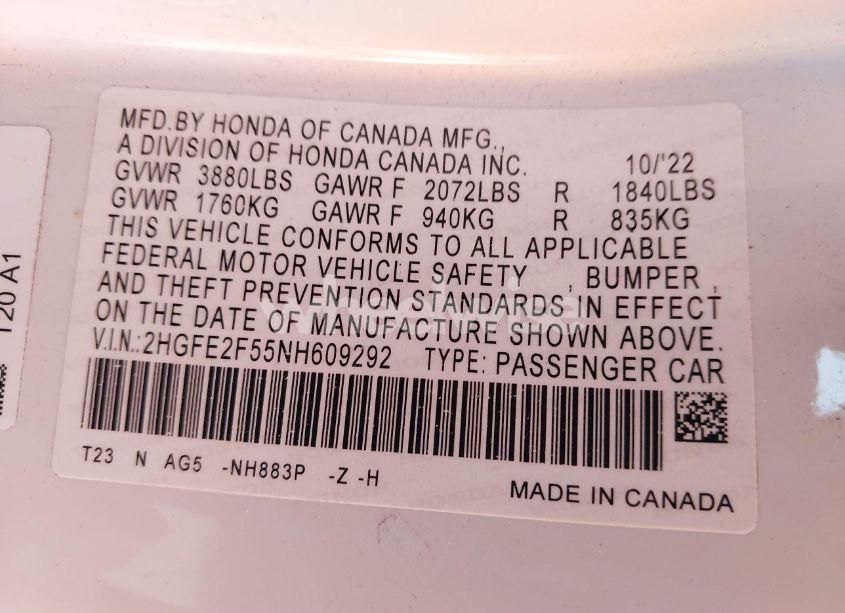 MFD.BY HONDA OF CANADA MFG.,
A DIVISION OF HONDA CANADA INC. 10/'22
GVWR 3880LBS GAWR F 2072LBS R 1840LBS
GVWR 1760KG GAWR F 940KG R 835KG
THIS VEHICLE CONFORMS TO ALL APPLICABLE
FEDERAL MOTOR VEHICLE SAFETY , BUMPER ,
AND THEFT PREVENTION STANDARDS IN EFFECT
ON THE DATE OF MANUFACTURE SHOWN ABOVE.
V.I.N.:2HGFE2F55NH609292 TYPE: PASSENGER CAR
T23 N AG5 -NH883P -Z -H
MADE IN CANADA
T20 A1